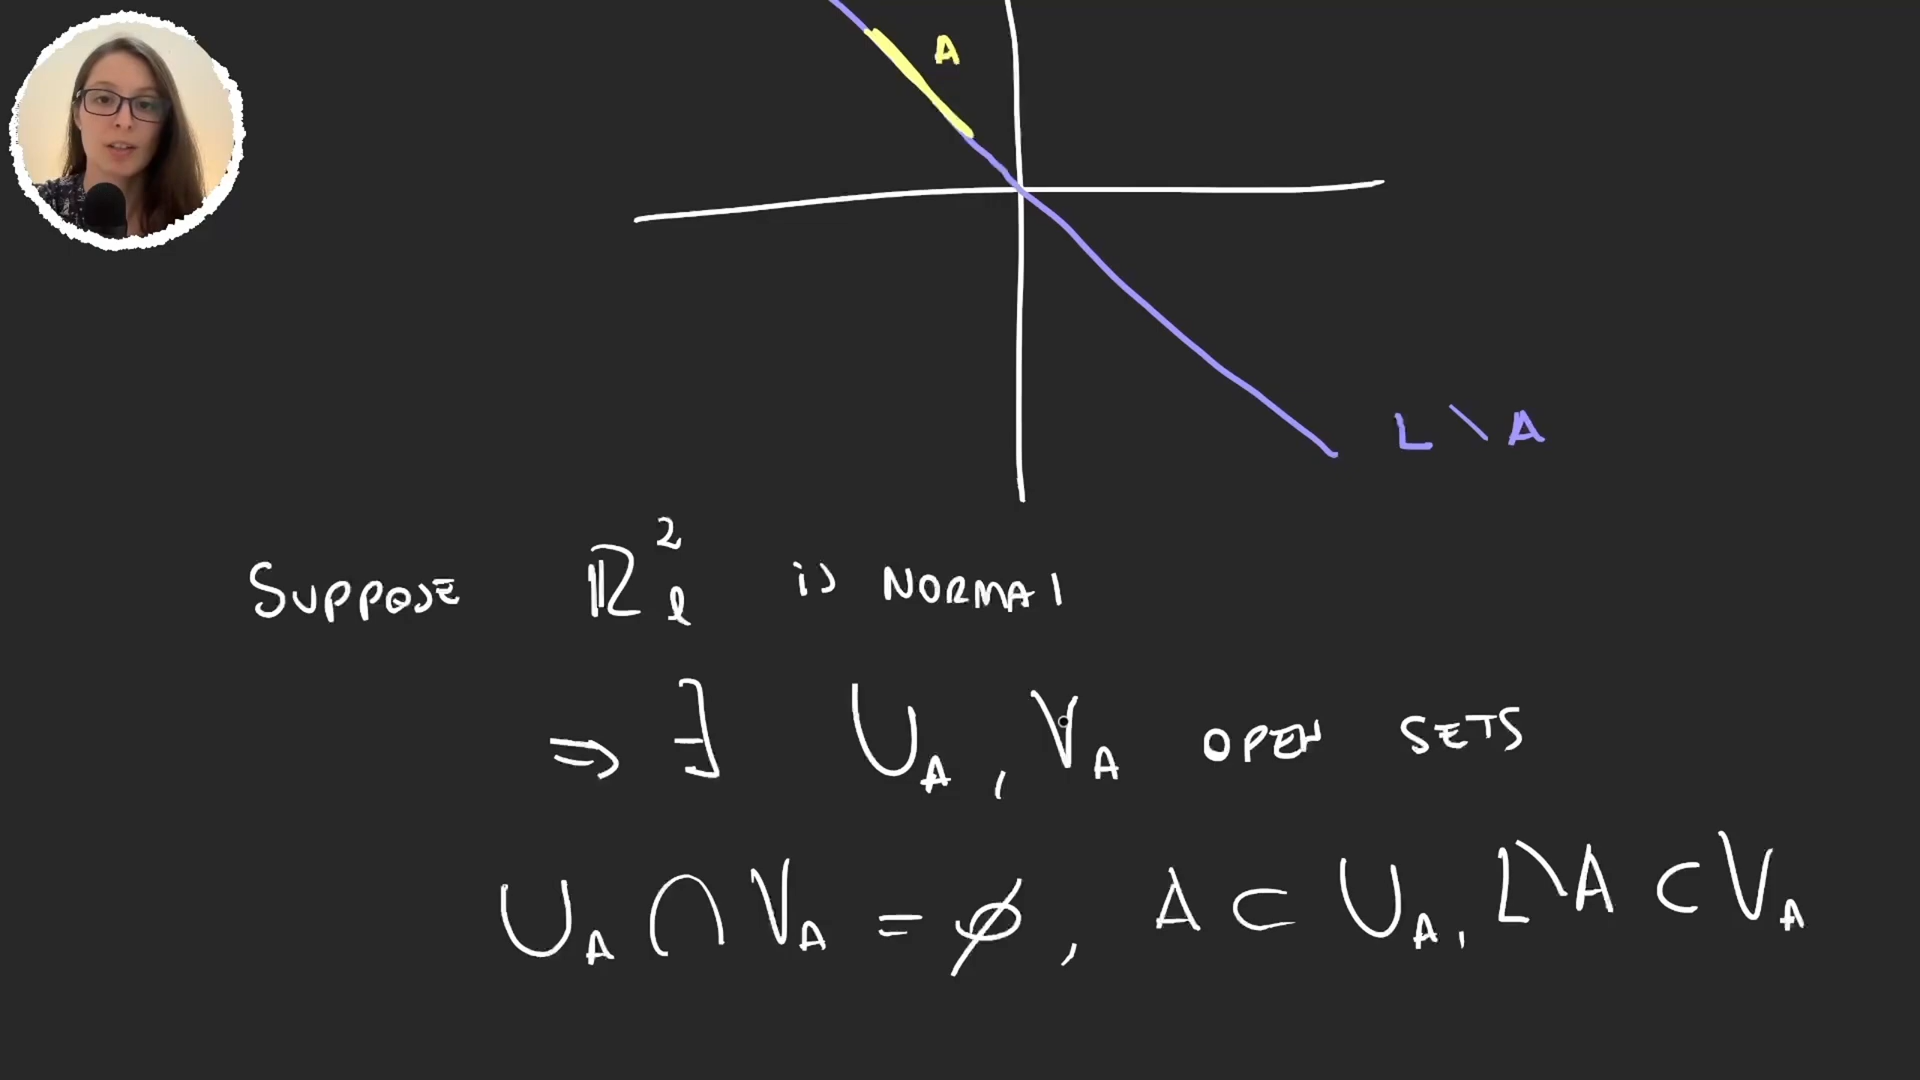 A
L \ A
SUPPOSE ℝ²ₗ is NORMAL
⇒ ∃ U_A, V_A OPEN SETS
U_A ∩ V_A = ∅, A ⊂ U_A, L\A ⊂ V_A